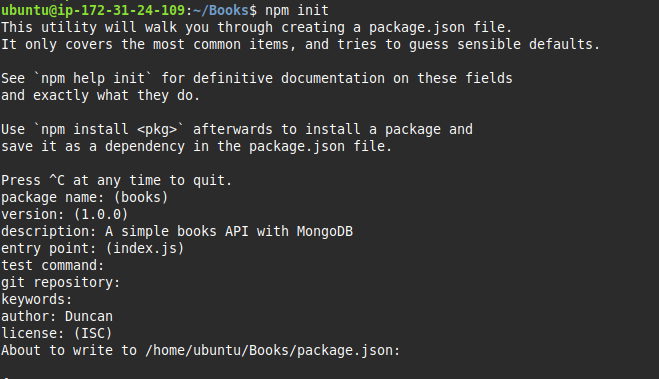 ubuntu@ip-172-31-24-109:~/Books$ npm init
This utility will walk you through creating a package.json file.
It only covers the most common items, and tries to guess sensible defaults.
See `npm help init` for definitive documentation on these fields
and exactly what they do.
Use `npm install <pkg>` afterwards to install a package and
save it as a dependency in the package.json file.
Press ^C at any time to quit.
package name: (books)
version: (1.0.0)
description: A simple books API with MongoDB
entry point: (index.js)
test command:
git repository:
keywords:
author: Duncan
license: (ISC)
About to write to /home/ubuntu/Books/package.json: